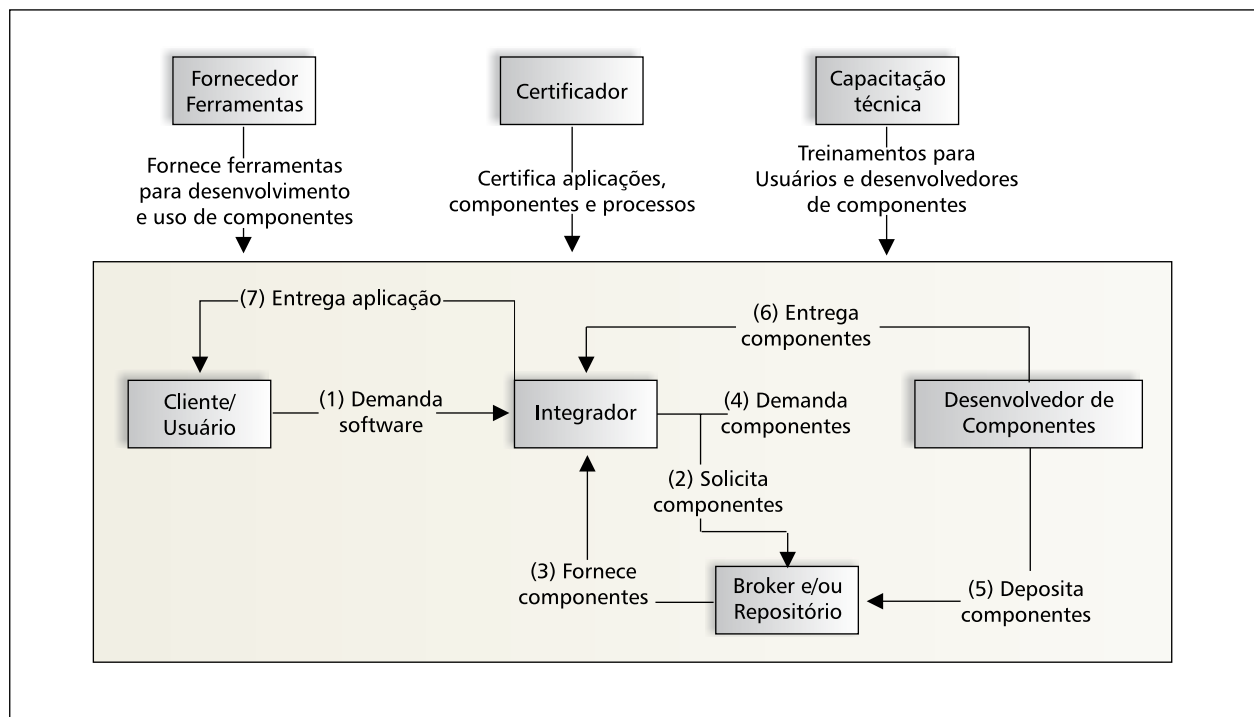 Fornecedor
Ferramentas
Certificador
Capacitação
técnica
Fornece ferramentas
para desenvolvimento
e uso de componentes
Certifica aplicações,
componentes e processos
Treinamentos para
Usuários e desenvolvedores
de componentes
(7) Entrega aplicação
(6) Entrega
componentes
Cliente/
Usuário
(1) Demanda
software
Integrador
(4) Demanda
componentes
Desenvolvedor de
Componentes
(2) Solicita
componentes
(3) Fornece
componentes
Broker e/ou
Repositório
(5) Deposita
componentes